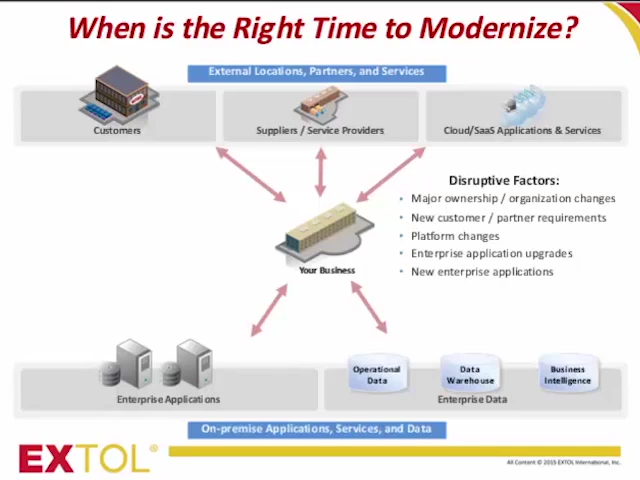 When is the Right Time to Modernize?
External Locations, Partners, and Services
Customers
Suppliers / Service Providers
Cloud/SaaS Applications & Services
Disruptive Factors:
• Major ownership / organization changes
• New customer / partner requirements
• Platform changes
• Enterprise application upgrades
• New enterprise applications
Your Business
Operational
Data
Data
Warehouse
Business
Intelligence
Enterprise Applications
Enterprise Data
On-premise Applications, Services, and Data
EXTOL®
All Content © 2015 EXTOL International, Inc.